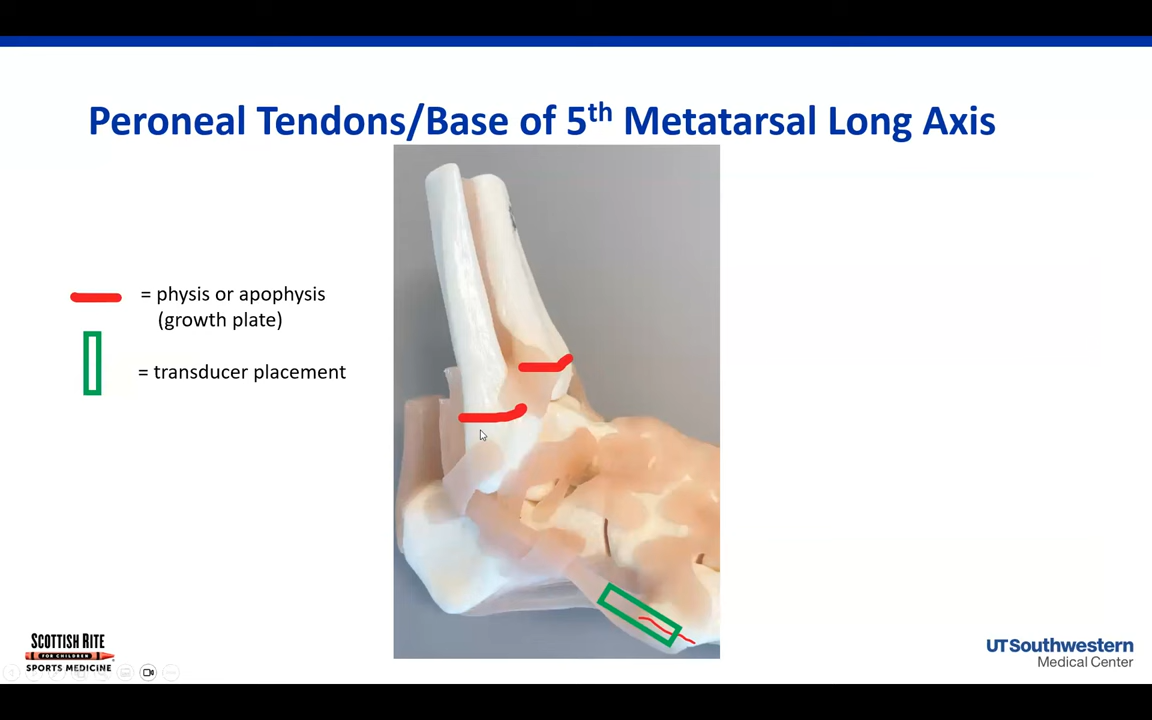 Peroneal Tendons/Base of 5th Metatarsal Long Axis
= physis or apophysis
(growth plate)
= transducer placement
SCOTTISH RITE
FOR CHILDREN
SPORTS MEDICINE
UTSouthwestern
Medical Center